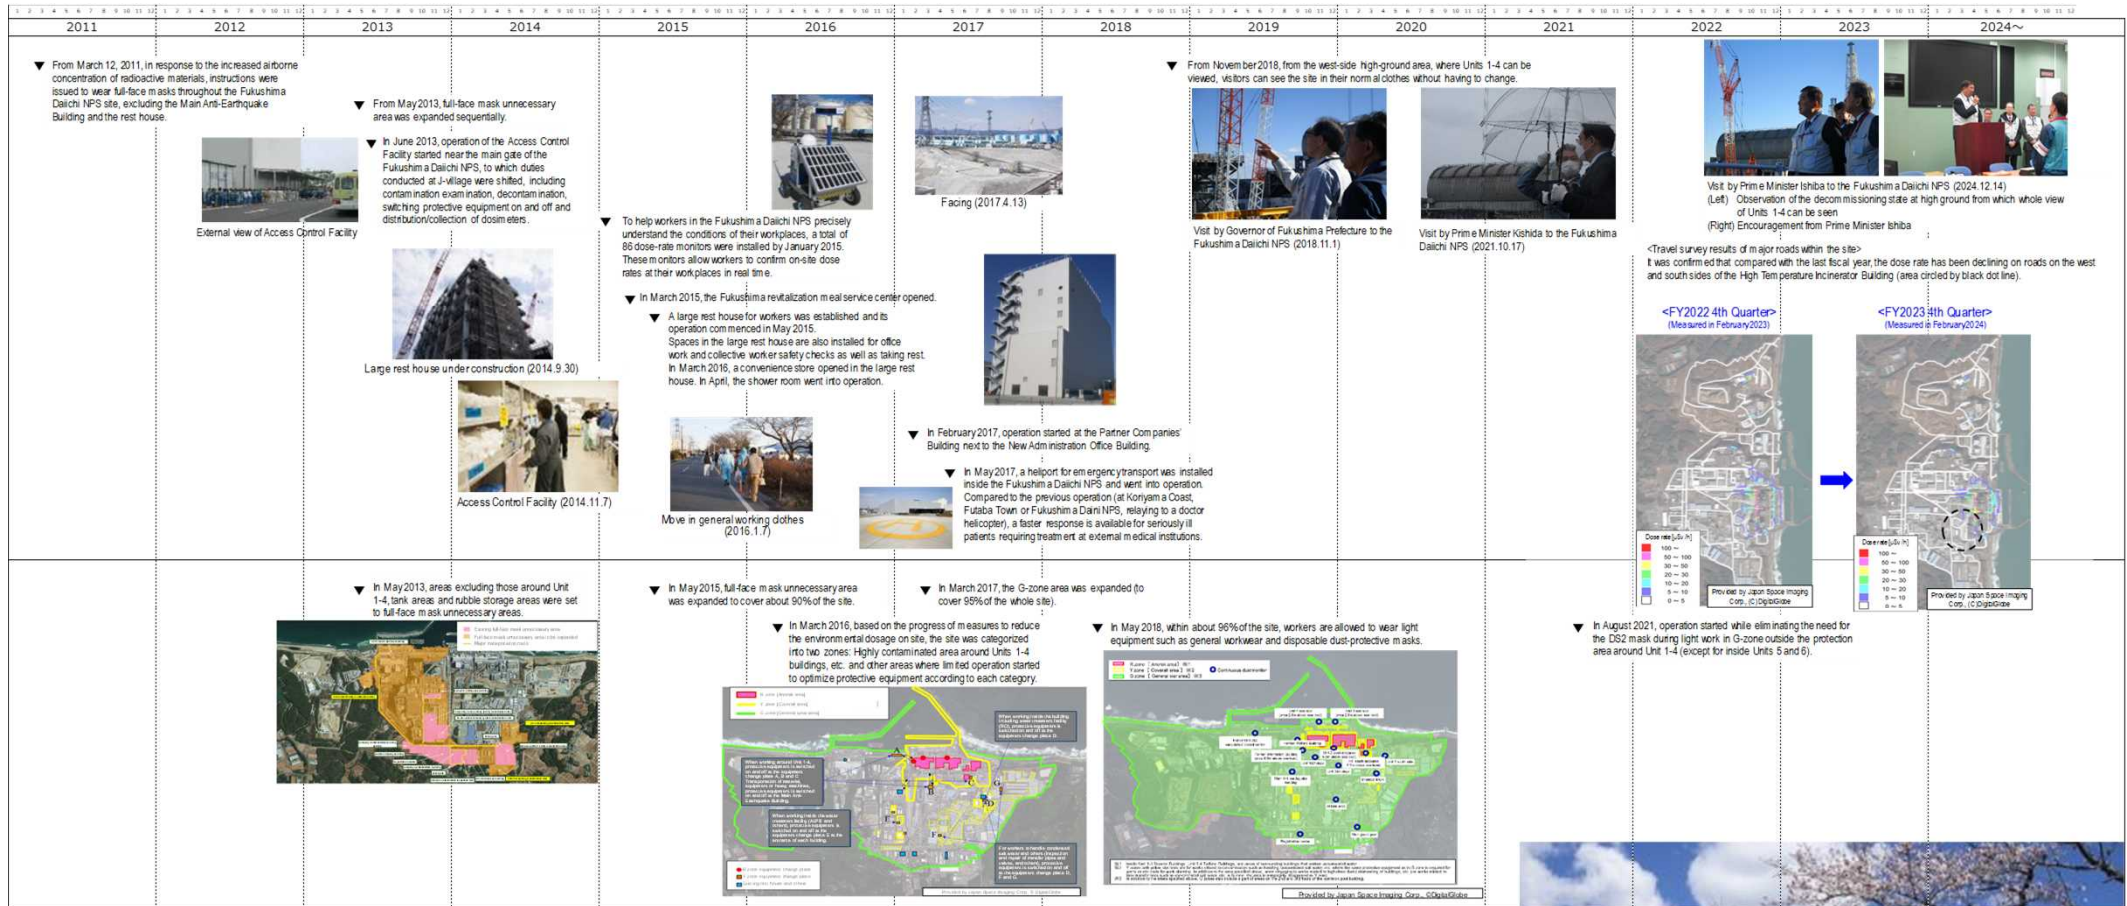 2011 2012 2013 2014 2015 2016 2017 2018 2019 2020 2021 2022 2023 2024～
▼ From March 12, 2011, in response to the increased airborne
concentration of radioactive materials, instructions were
issued to wear full-face masks throughout the Fukushima
Daiichi NPS site, excluding the Main Anti-Earthquake
Building and the rest house.
External view of Access Control Facility
▼ From May 2013, full-face mask unnecessary
area was expanded sequentially.
▼ In June 2013, operation of the Access Control
Facility started near the main gate of the
Fukushima Daiichi NPS, to which duties
conducted at J-village were shifted, including
contamination examination, decontamination,
switching protective equipment on and off and
distribution/collection of dosimeters.
Large rest house under construction (2014.9.30)
Access Control Facility (2014.11.7)
▼ To help workers in the Fukushima Daiichi NPS precisely
understand the conditions of their workplaces, a total of
86 dose-rate monitors were installed by January 2015.
These monitors allow workers to confirm on-site dose
rates at their workplaces in real time.
▼ In March 2015, the Fukushima revitalization meal service center opened.
▼ A large rest house for workers was established and its
operation commenced in May 2015.
Spaces in the large rest house are also installed for office
work and collective worker safety checks as well as taking rest.
In March 2016, a convenience store opened in the large rest
house. In April, the shower room went into operation.
Move in general working clothes
(2016.1.7)
Facing (2017.4.13)
▼ In February 2017, operation started at the Partner Companies'
Building next to the New Administration Office Building.
▼ In May 2017, a heliport for emergency transport was installed
inside the Fukushima Daiichi NPS and went into operation.
Compared to the previous operation (at Koriyama Coast,
Futaba Town or Fukushima Daini NPS, relaying to a doctor
helicopter), a faster response is available for seriously ill
patients requiring treatment at external medical institutions.
▼ From November 2018, from the west-side high-ground area, where Units 1-4 can be
viewed, visitors can see the site in their normal clothes without having to change.
Visit by Governor of Fukushima Prefecture to the
Fukushima Daiichi NPS (2018.11.1)
Visit by Prime Minister Kishida to the Fukushima
Daiichi NPS (2021.10.17)
Visit by Prime Minister Ishiba to the Fukushima Daiichi NPS (2024.12.14)
(Left) Observation of the decommissioning state at high ground from which whole view
of Units 1-4 can be seen
(Right) Encouragement from Prime Minister Ishiba
<Travel survey results of major roads within the site>
It was confirmed that compared with the last fiscal year, the dose rate has been declining on roads on the west
and south sides of the High Temperature Incinerator Building (area circled by black dot line).
<FY2022 4th Quarter>
(Measured in February 2023)
Dose rate [μSv/h]
100 ～
50 ～ 100
30 ～ 50
20 ～ 30
10 ～ 20
5 ～ 10
0 ～ 5
Provided by Japan Space Imaging
Corp., (C)DigitalGlobe
<FY2023 4th Quarter>
(Measured in February 2024)
Dose rate [μSv/h]
100 ～
50 ～ 100
30 ～ 50
20 ～ 30
10 ～ 20
5 ～ 10
0 ～ 5
Provided by Japan Space Imaging
Corp., (C)DigitalGlobe
▼ In May 2013, areas excluding those around Unit
1-4, tank areas and rubble storage areas were set
to full-face mask unnecessary areas.
▼ In May 2015, full-face mask unnecessary area
was expanded to cover about 90% of the site.
▼ In March 2016, based on the progress of measures to reduce
the environmental dosage on site, the site was categorized
into two zones: Highly contaminated area around Units 1-4
buildings, etc. and other areas where limited operation started
to optimize protective equipment according to each category.
▼ In March 2017, the G-zone area was expanded (to
cover 95% of the whole site).
▼ In May 2018, within about 96% of the site, workers are allowed to wear light
equipment such as general workwear and disposable dust-protective masks.
Provided by Japan Space Imaging Corp., ©DigitalGlobe
▼ In August 2021, operation started while eliminating the need for
the DS2 mask during light work in G-zone outside the protection
area around Unit 1-4 (except for inside Units 5 and 6).